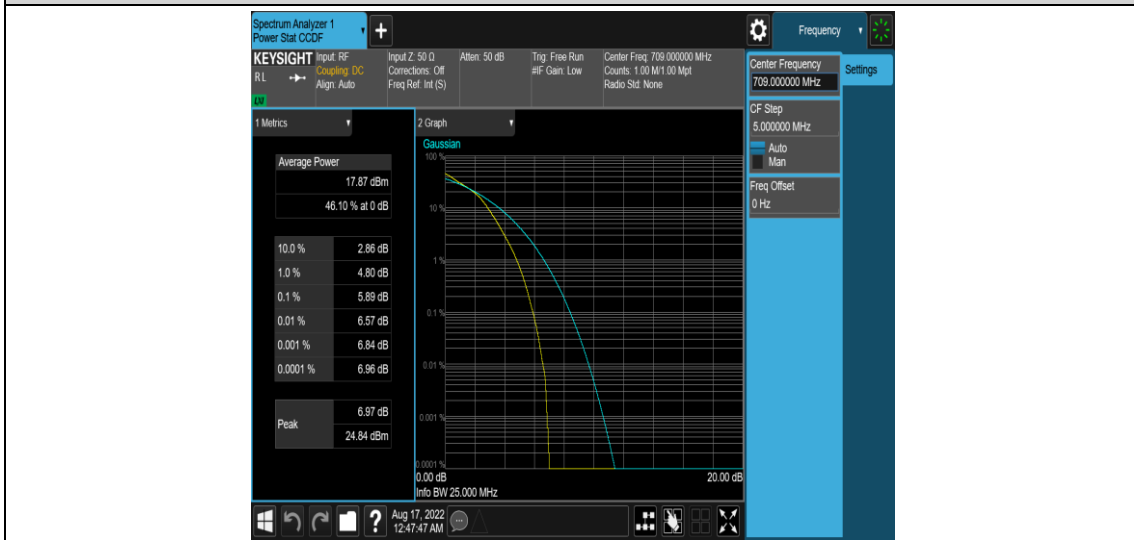 Spectrum Analyzer 1
Power Stat CCDF
+
Frequency
KEYSIGHT
RL
LXI
Input: RF
Coupling: DC
Align: Auto
Input Z: 50 Ω
Corrections: Off
Freq Ref: Int (S)
Atten: 50 dB
Trig: Free Run
#IF Gain: Low
Center Freq: 709.000000 MHz
Counts: 1.00 M/1.00 Mpt
Radio Std: None
Center Frequency
709.000000 MHz
Settings
CF Step
5.000000 MHz
Auto
Man
Freq Offset
0 Hz
1 Metrics
Average Power
17.87 dBm
46.10 % at 0 dB
10.0 % 2.86 dB
1.0 % 4.80 dB
0.1 % 5.89 dB
0.01 % 6.57 dB
0.001 % 6.84 dB
0.0001 % 6.96 dB
Peak
6.97 dB
24.84 dBm
2 Graph
Gaussian
100 %
10 %
1 %
0.1 %
0.01 %
0.001 %
0.0001 %
0.00 dB 20.00 dB
Info BW 25.000 MHz
?
Aug 17, 2022
12:47:47 AM